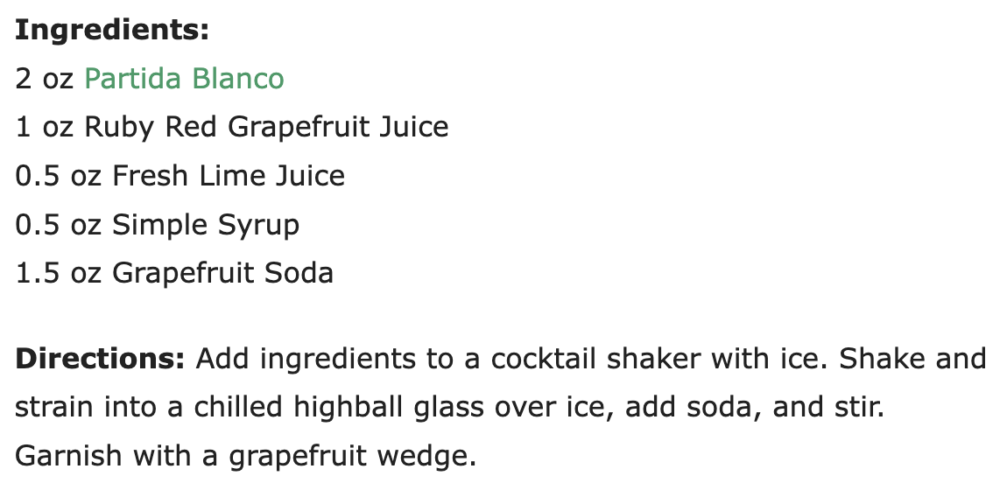 Ingredients:
2 oz Partida Blanco
1 oz Ruby Red Grapefruit Juice
0.5 oz Fresh Lime Juice
0.5 oz Simple Syrup
1.5 oz Grapefruit Soda
Directions: Add ingredients to a cocktail shaker with ice. Shake and
strain into a chilled highball glass over ice, add soda, and stir.
Garnish with a grapefruit wedge.